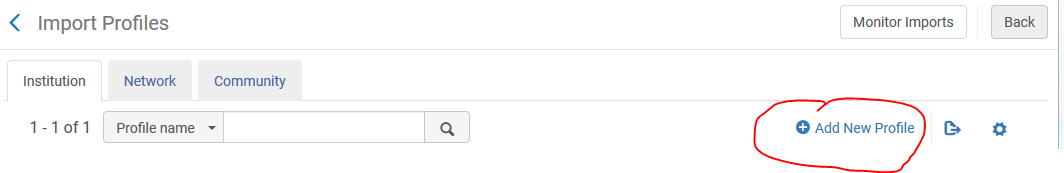 Import Profiles Monitor Imports Back
Institution Network Community
1 - 1 of 1 Profile name Add New Profile